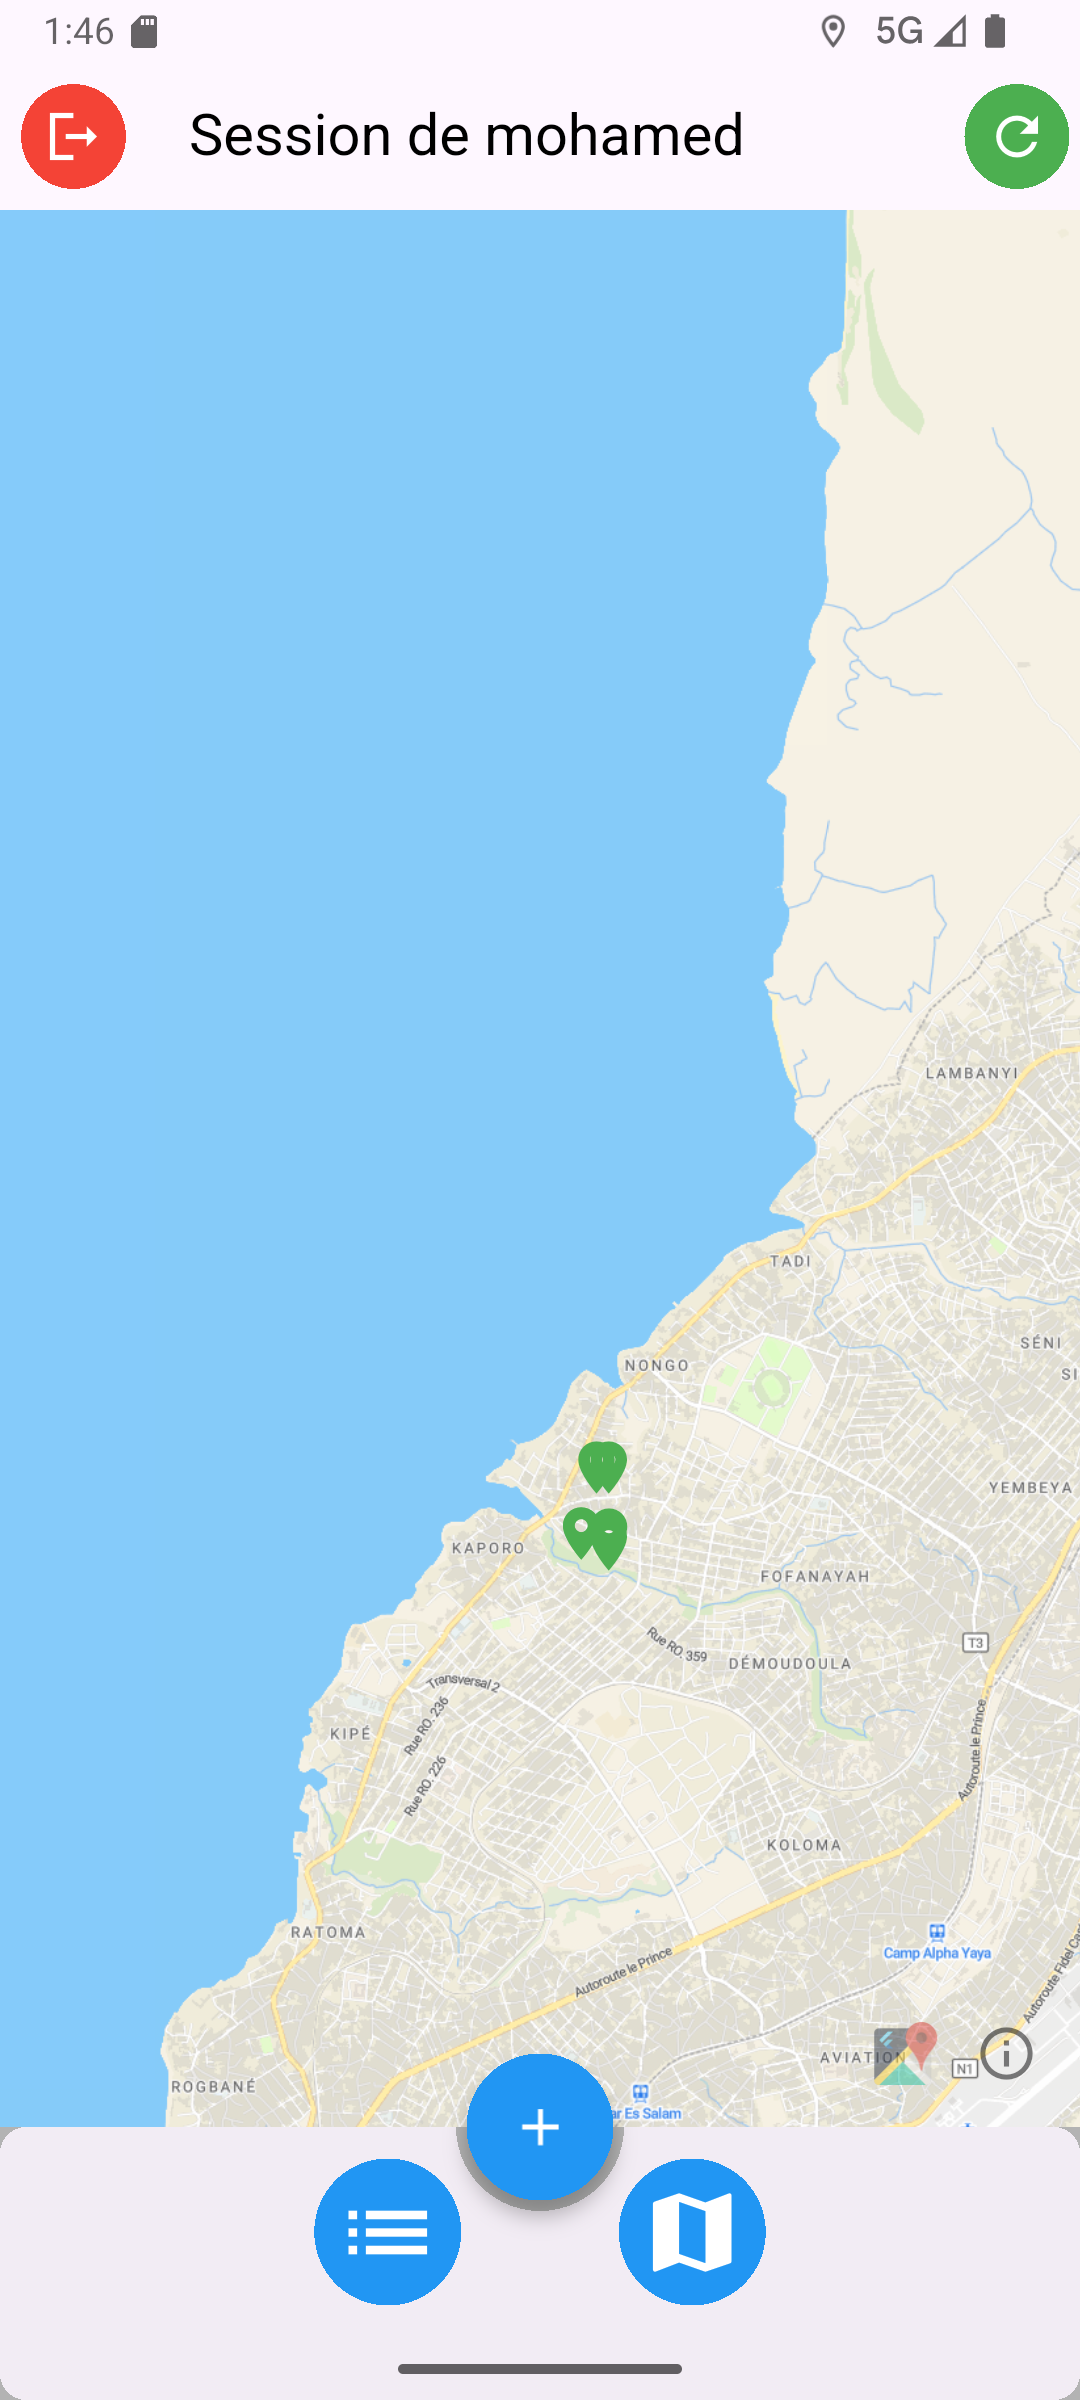 1:46
5G
Session de mohamed
LAMBANYI
TADI
SÉNI
NONGO
SI
YEMBEYA
KAPORO
FOFANAYAH
Rue RO. 359
T3
DÉMOUDOULA
Transversal 2
Rue RO. 236
KIPÉ
Autoroute le Prince
Rue RO. 226
KOLOMA
RATOMA
Camp Alpha Yaya
Autoroute le Prince
Autoroute Fidel Ca
AVIATION
N1
ROGBANÉ
ar Es Salam